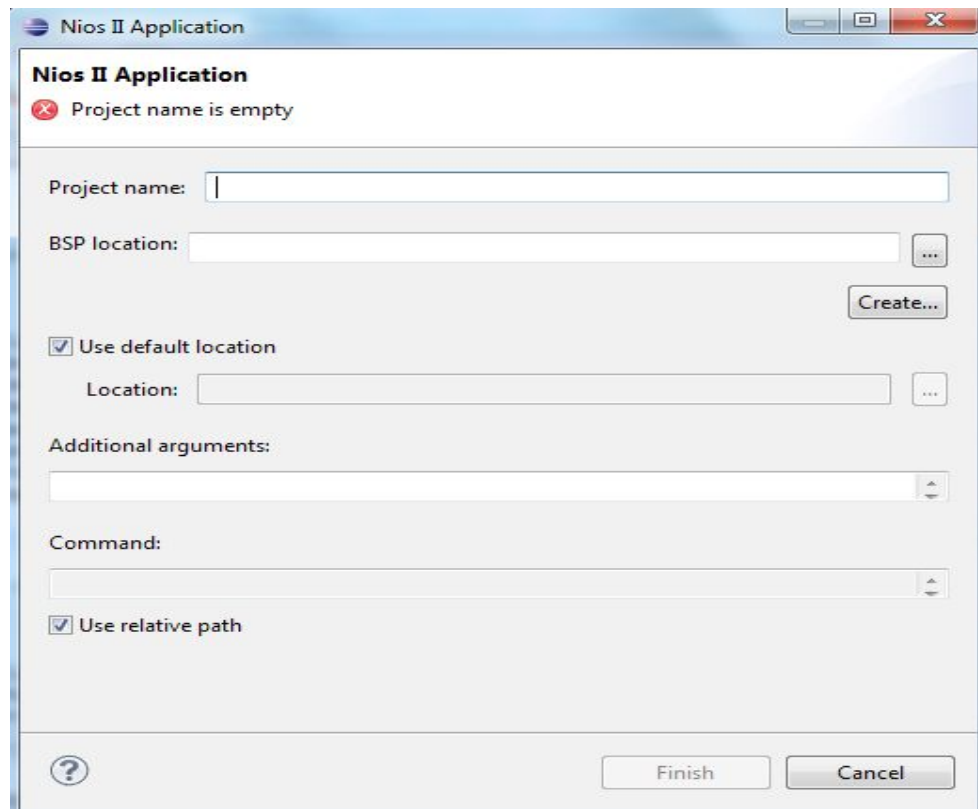 Nios II Application
Nios II Application
Project name is empty
Project name:
BSP location:
...
Create...
Use default location
Location:
...
Additional arguments:
Command:
Use relative path
?
Finish
Cancel